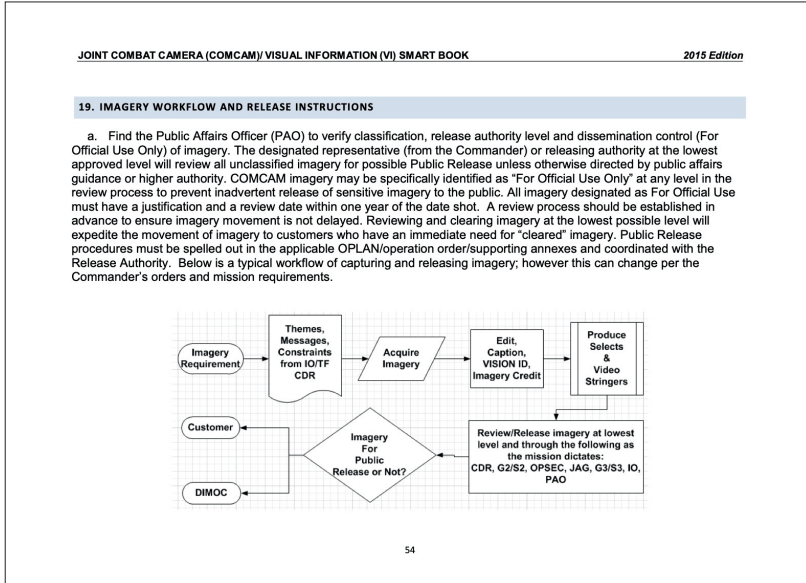 JOINT COMBAT CAMERA (COMCAM)/ VISUAL INFORMATION (VI) SMART BOOK 2015 Edition
19. IMAGERY WORKFLOW AND RELEASE INSTRUCTIONS
a. Find the Public Affairs Officer (PAO) to verify classification, release authority level and dissemination control (For
Official Use Only) of imagery. The designated representative (from the Commander) or releasing authority at the lowest
approved level will review all unclassified imagery for possible Public Release unless otherwise directed by public affairs
guidance or higher authority. COMCAM imagery may be specifically identified as “For Official Use Only” at any level in the
review process to prevent inadvertent release of sensitive imagery to the public. All imagery designated as For Official Use
must have a justification and a review date within one year of the date shot. A review process should be established in
advance to ensure imagery movement is not delayed. Reviewing and clearing imagery at the lowest possible level will
expedite the movement of imagery to customers who have an immediate need for “cleared” imagery. Public Release
procedures must be spelled out in the applicable OPLAN/operation order/supporting annexes and coordinated with the
Release Authority. Below is a typical workflow of capturing and releasing imagery; however this can change per the
Commander’s orders and mission requirements.
Imagery
Requirement
Themes,
Messages,
Constraints
from IO/TF
CDR
Acquire
Imagery
Edit,
Caption,
VISION ID,
Imagery Credit
Produce
Selects
&
Video
Stringers
Review/Release imagery at lowest
level and through the following as
the mission dictates:
CDR, G2/S2, OPSEC, JAG, G3/S3, IO,
PAO
Imagery
For
Public
Release or Not?
Customer
DIMOC
54